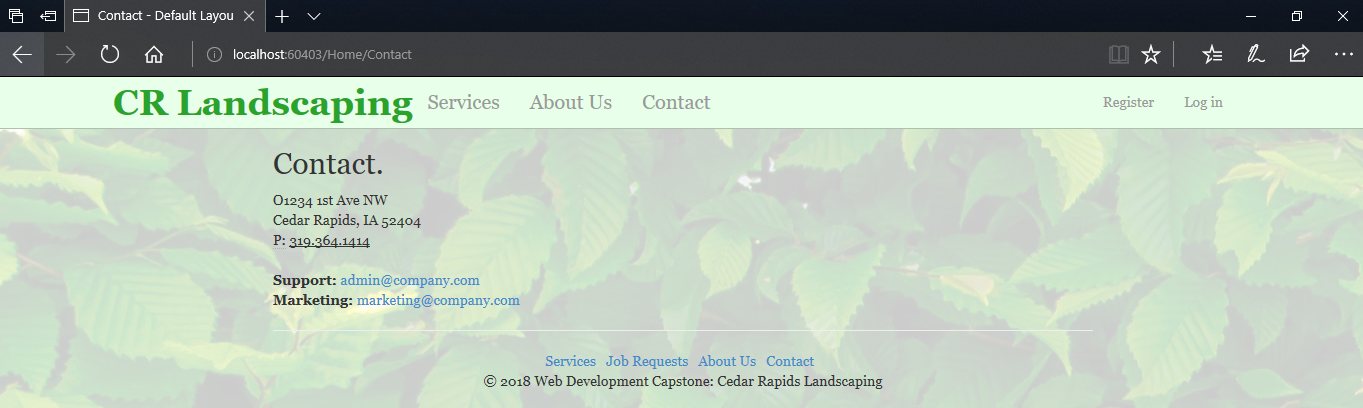 Contact - Default Layou
localhost:60403/Home/Contact
CR Landscaping Services About Us Contact Register Log in
Contact.
O1234 1st Ave NW
Cedar Rapids, IA 52404
P: 319.364.1414
Support: admin@company.com
Marketing: marketing@company.com
Services Job Requests About Us Contact
© 2018 Web Development Capstone: Cedar Rapids Landscaping